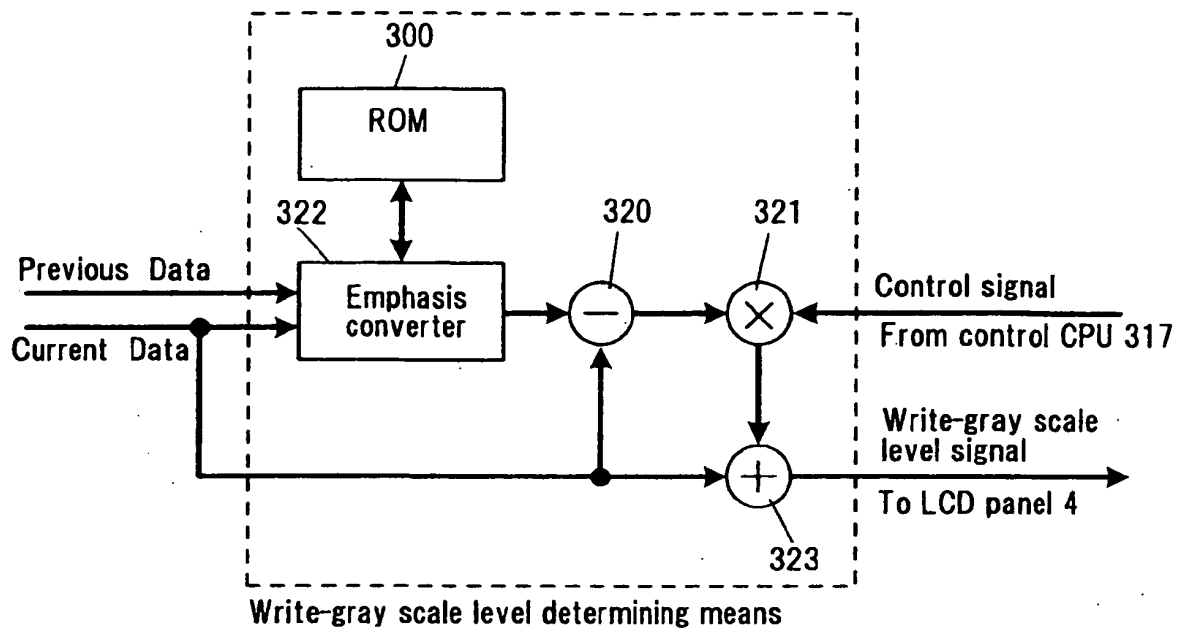 300
ROM
322
320
321
Previous Data
Emphasis
converter
−
×
Control signal
Current Data
From control CPU 317
Write-gray scale
level signal
+
To LCD panel 4
323
Write-gray scale level determining means